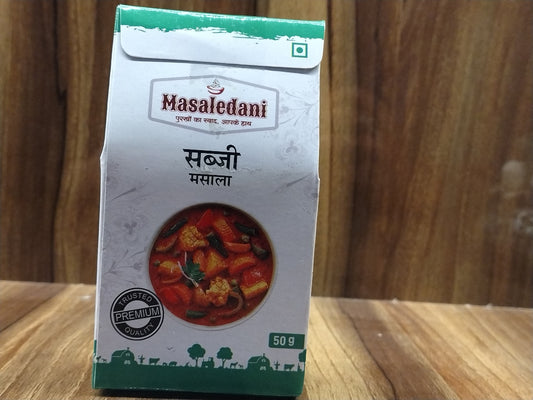 Masaledani
पुरखों का स्वाद, आपके हाथ
सब्जी
मसाला
TRUSTED
PREMIUM
QUALITY
50 g